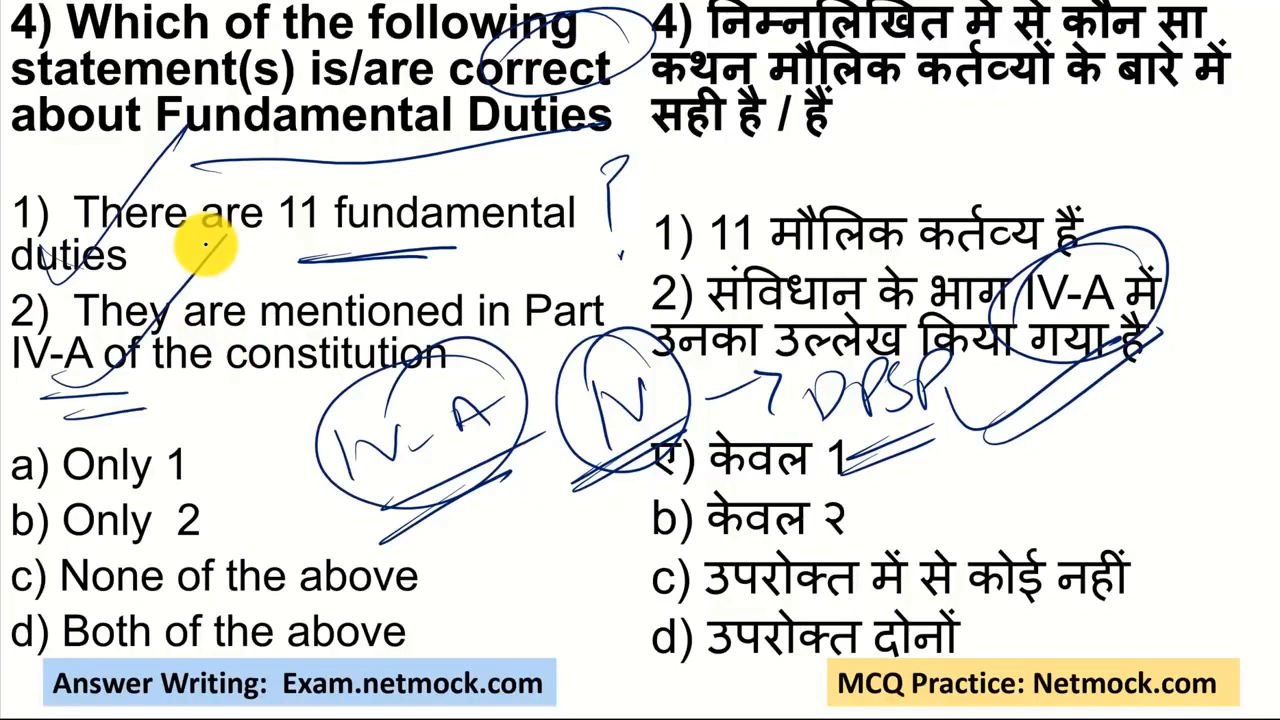 4) Which of the following
statement(s) is/are correct
about Fundamental Duties
1) There are 11 fundamental
duties
2) They are mentioned in Part
IV-A of the constitution
a) Only 1
b) Only 2
c) None of the above
d) Both of the above
4) निम्नलिखित मे से कौन सा
कथन मौलिक कर्तव्यों के बारे में
सही है / हैं
1) 11 मौलिक कर्तव्य हैं
2) संविधान के भाग IV-A में
उनका उल्लेख किया गया है
ए) केवल 1
b) केवल २
c) उपरोक्त में से कोई नहीं
d) उपरोक्त दोनों
?
IV-A
IV → DPSP
Answer Writing: Exam.netmock.com
MCQ Practice: Netmock.com